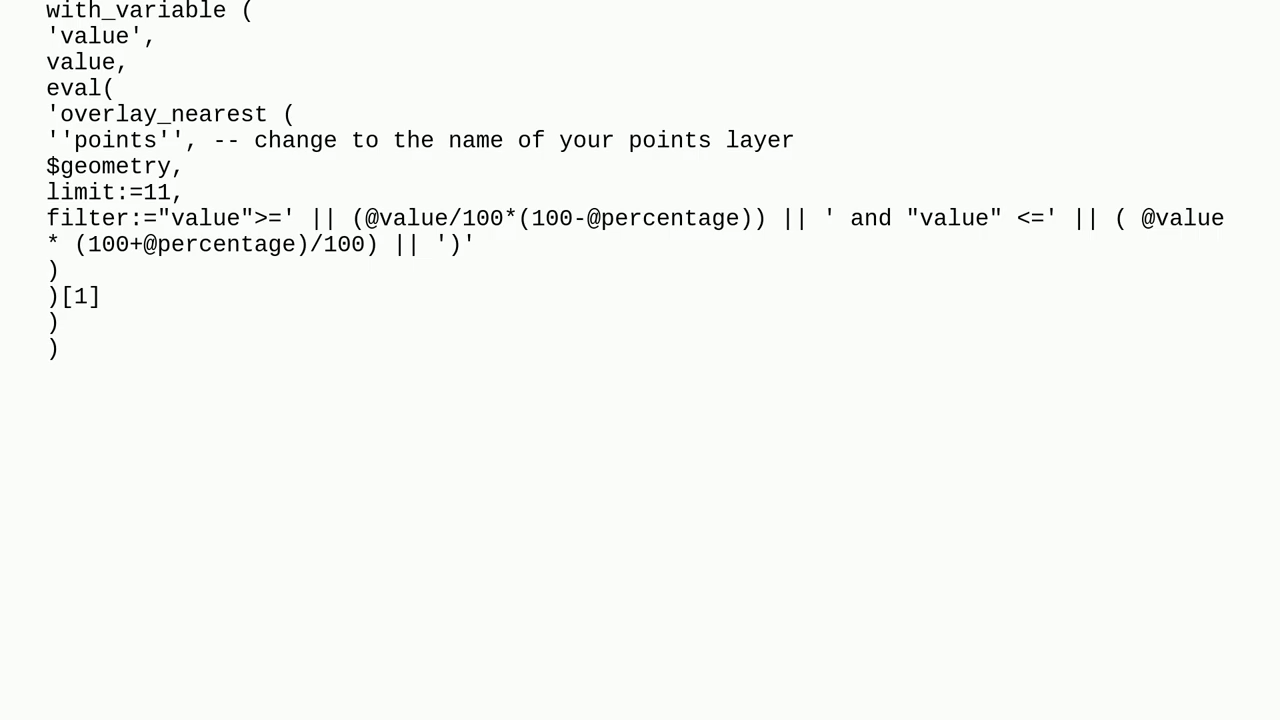 with_variable (
'value',
value,
eval(
'overlay_nearest (
''points'', -- change to the name of your points layer
$geometry,
limit:=11,
filter:="value">=' || (@value/100*(100-@percentage)) || ' and "value" <=' || ( @value
* (100+@percentage)/100) || ')'
)
)[1]
)
)